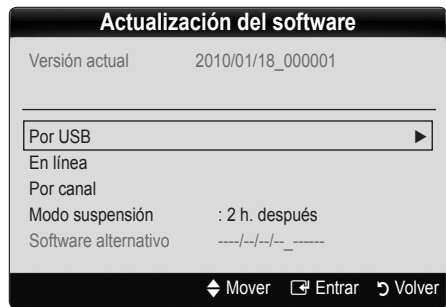 Actualización del software
Versión actual 2010/01/18_000001
Por USB ►
En línea
Por canal
Modo suspensión : 2 h. después
Software alternativo ----/--/--/--_------
Mover Entrar Volver